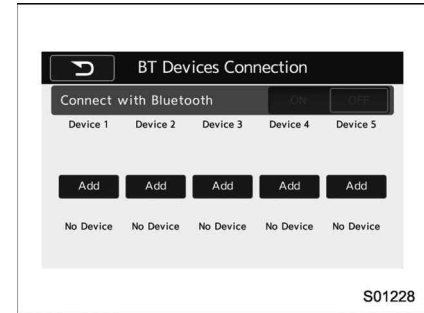 BT Devices Connection
Connect with Bluetooth ON OFF
Device 1 Device 2 Device 3 Device 4 Device 5
Add Add Add Add Add
No Device No Device No Device No Device No Device
S01228